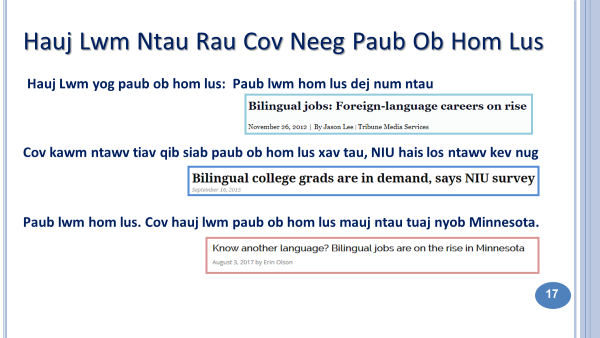 Hauj Lwm Ntau Rau Cov Neeg Paub Ob Hom Lus
Hauj Lwm yog paub ob hom lus: Paub lwm hom lus dej num ntau
Bilingual jobs: Foreign-language careers on rise
November 26, 2012 | By Jason Lee | Tribune Media Services
Cov kawm ntawv tiav qib siab paub ob hom lus xav tau, NIU hais los ntawv kev nug
Bilingual college grads are in demand, says NIU survey
September 16, 2015
Paub lwm hom lus. Cov hauj lwm paub ob hom lus mauj ntau tuaj nyob Minnesota.
Know another language? Bilingual jobs are on the rise in Minnesota
August 3, 2017 by Erin Olson
17